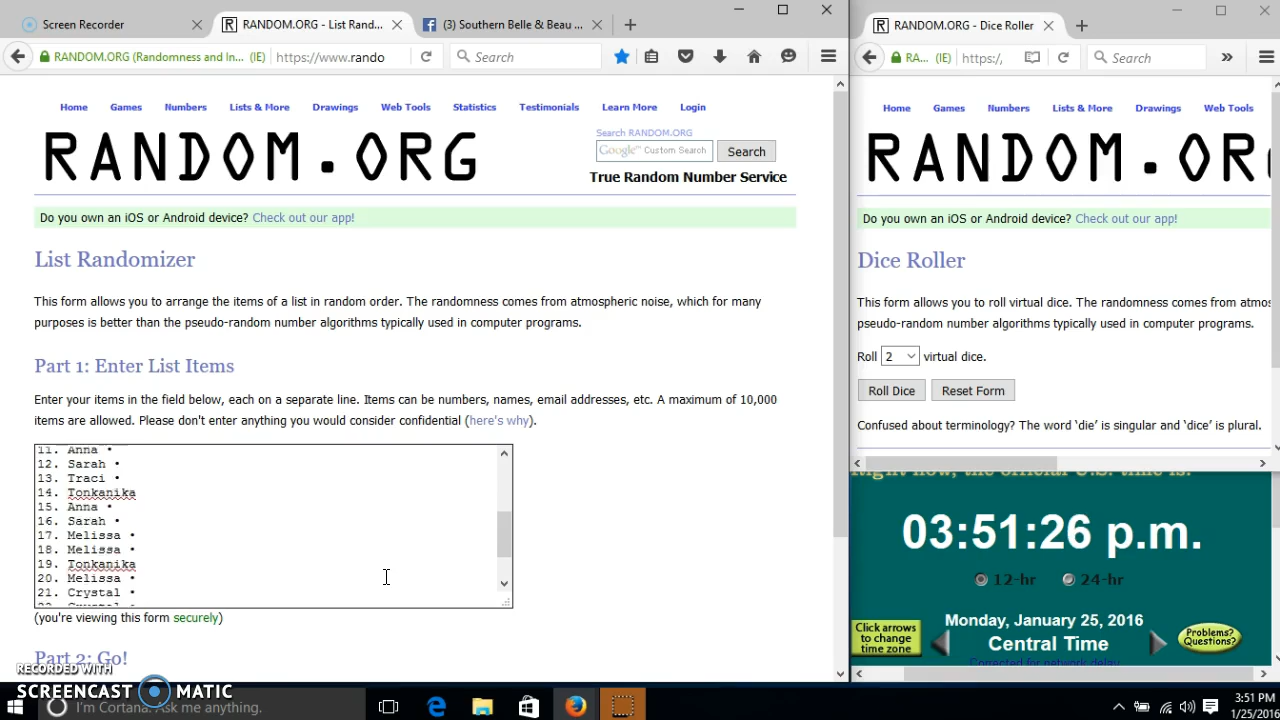 Screen Recorder
RANDOM.ORG - List Rand...
(3) Southern Belle & Beau ...
RANDOM.ORG (Randomness and In... (IE)
https://www.rando
Search
Home Games Numbers Lists & More Drawings Web Tools Statistics Testimonials Learn More Login
RANDOM.ORG
Search RANDOM.ORG
Google™ Custom Search
Search
True Random Number Service
Do you own an iOS or Android device? Check out our app!
List Randomizer
This form allows you to arrange the items of a list in random order. The randomness comes from atmospheric noise, which for many
purposes is better than the pseudo-random number algorithms typically used in computer programs.
Part 1: Enter List Items
Enter your items in the field below, each on a separate line. Items can be numbers, names, email addresses, etc. A maximum of 10,000
items are allowed. Please don't enter anything you would consider confidential (here's why).
11. Anna •
12. Sarah •
13. Traci •
14. Tonkanika
15. Anna •
16. Sarah •
17. Melissa •
18. Melissa •
19. Tonkanika
20. Melissa •
21. Crystal •
(you're viewing this form securely)
Part 2: Go!
RECORDED WITH
SCREENCAST MATIC
I'm Cortana. Ask me anything.
RANDOM.ORG - Dice Roller
RA... (IE)
https:/
Search
Home Games Numbers Lists & More Drawings Web Tools
RANDOM.ORG
Do you own an iOS or Android device? Check out our app!
Dice Roller
This form allows you to roll virtual dice. The randomness comes from atmos
pseudo-random number algorithms typically used in computer programs.
Roll 2 virtual dice.
Roll Dice Reset Form
Confused about terminology? The word ‘die’ is singular and ‘dice’ is plural.
Right now, the official U.S. time is:
03:51:26 p.m.
12-hr 24-hr
Click arrows
to change
time zone
Monday, January 25, 2016
Central Time
Corrected for network delay
Problems?
Questions?
3:51 PM
1/25/2016